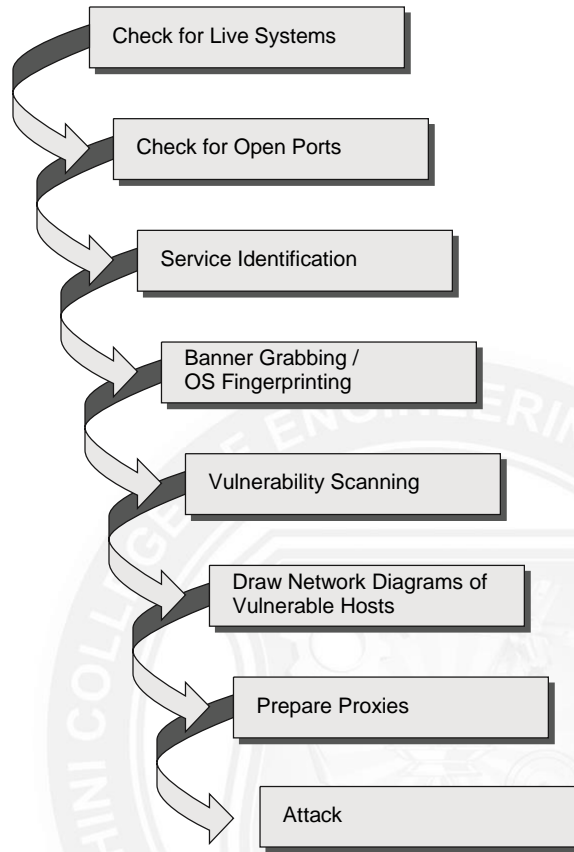 Check for Live Systems
Check for Open Ports
Service Identification
Banner Grabbing /
OS Fingerprinting
Vulnerability Scanning
Draw Network Diagrams of
Vulnerable Hosts
Prepare Proxies
Attack